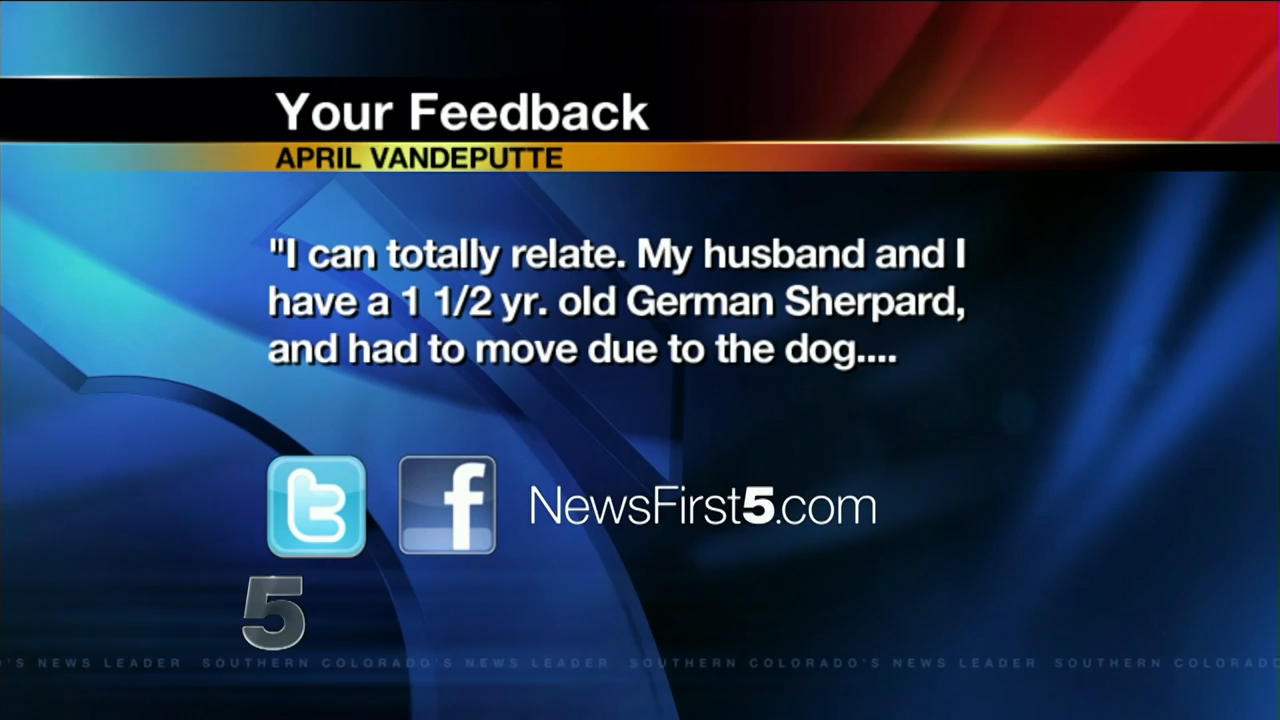 Your Feedback
APRIL VANDEPUTTE
"I can totally relate. My husband and I
have a 1 1/2 yr. old German Sherpard,
and had to move due to the dog....
t f NewsFirst5.com
5
'S NEWS LEADER SOUTHERN COLORADO'S NEWS LEADER SOUTHERN COLORADO'S NEWS LEADER SOUTHERN COLORADO